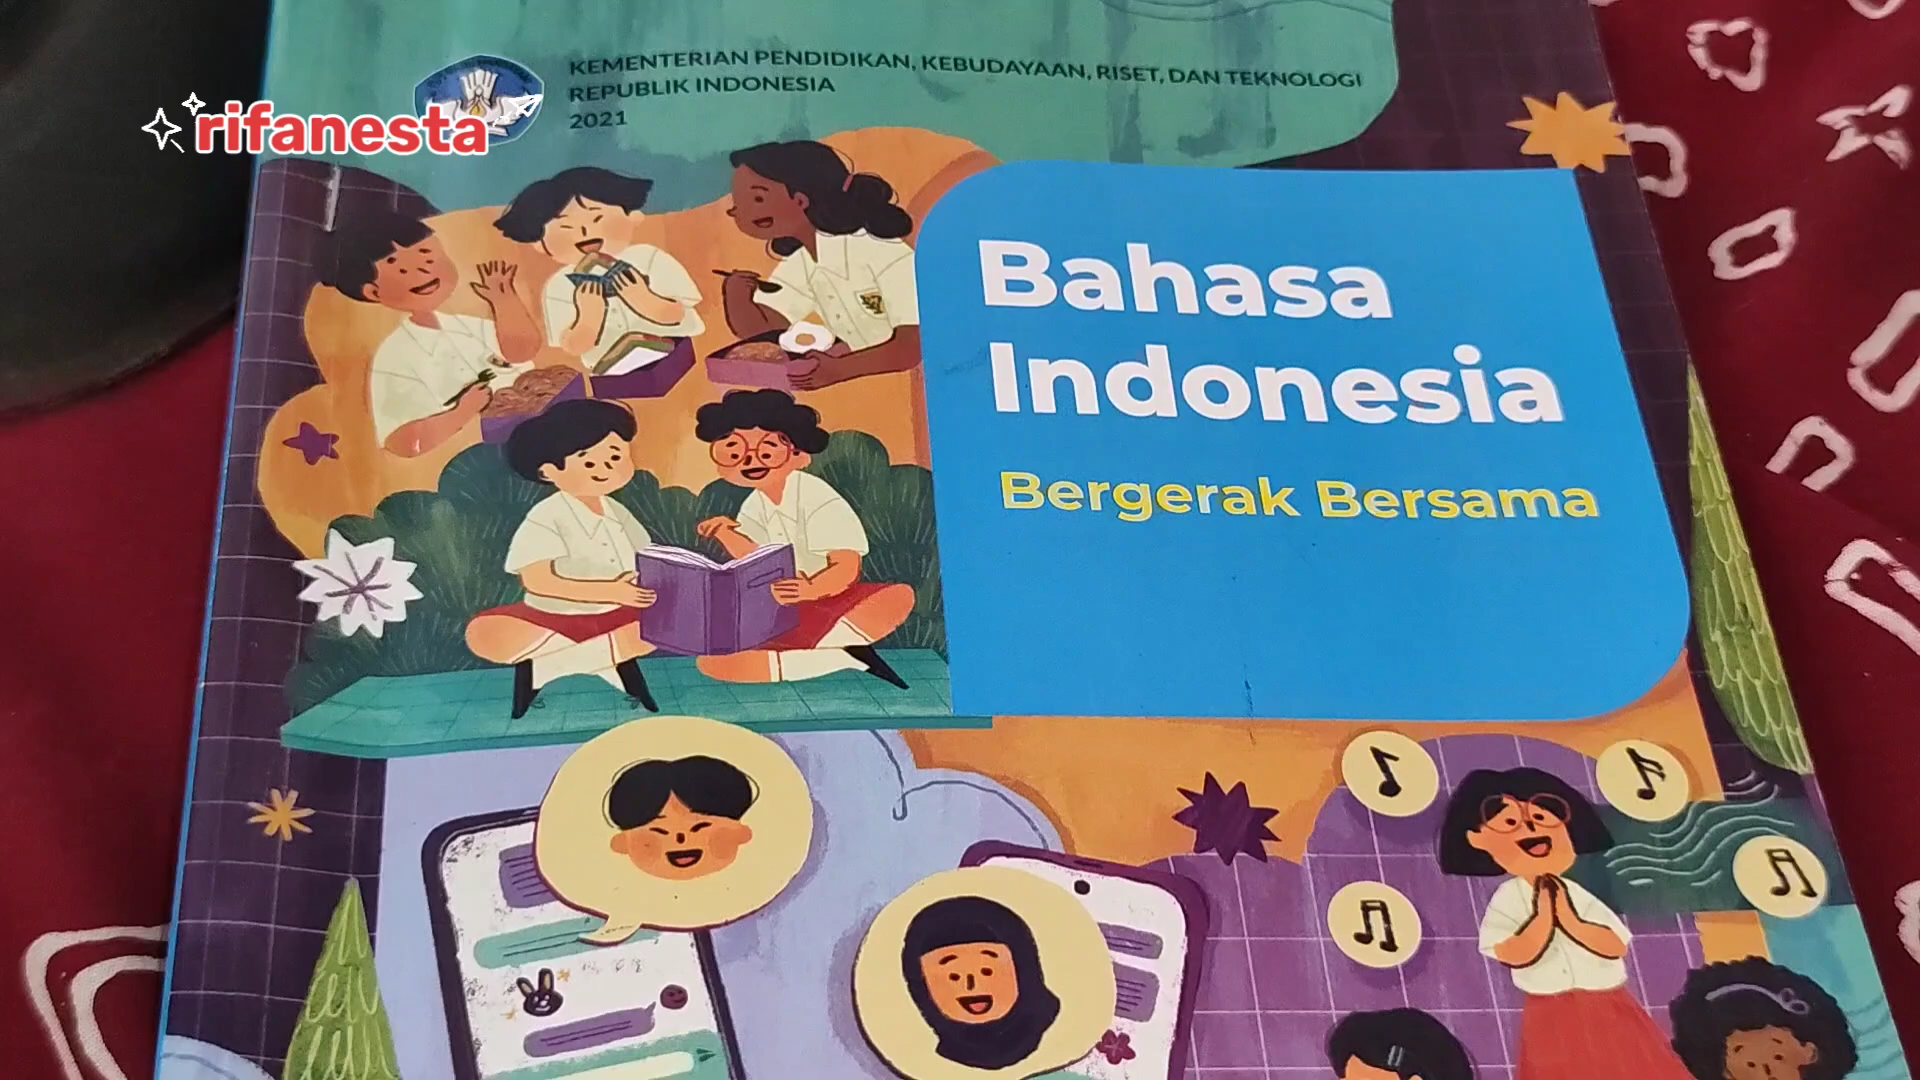 KEMENTERIAN PENDIDIKAN, KEBUDAYAAN, RISET, DAN TEKNOLOGI
REPUBLIK INDONESIA
2021
rifanesta
Bahasa
Indonesia
Bergerak Bersama